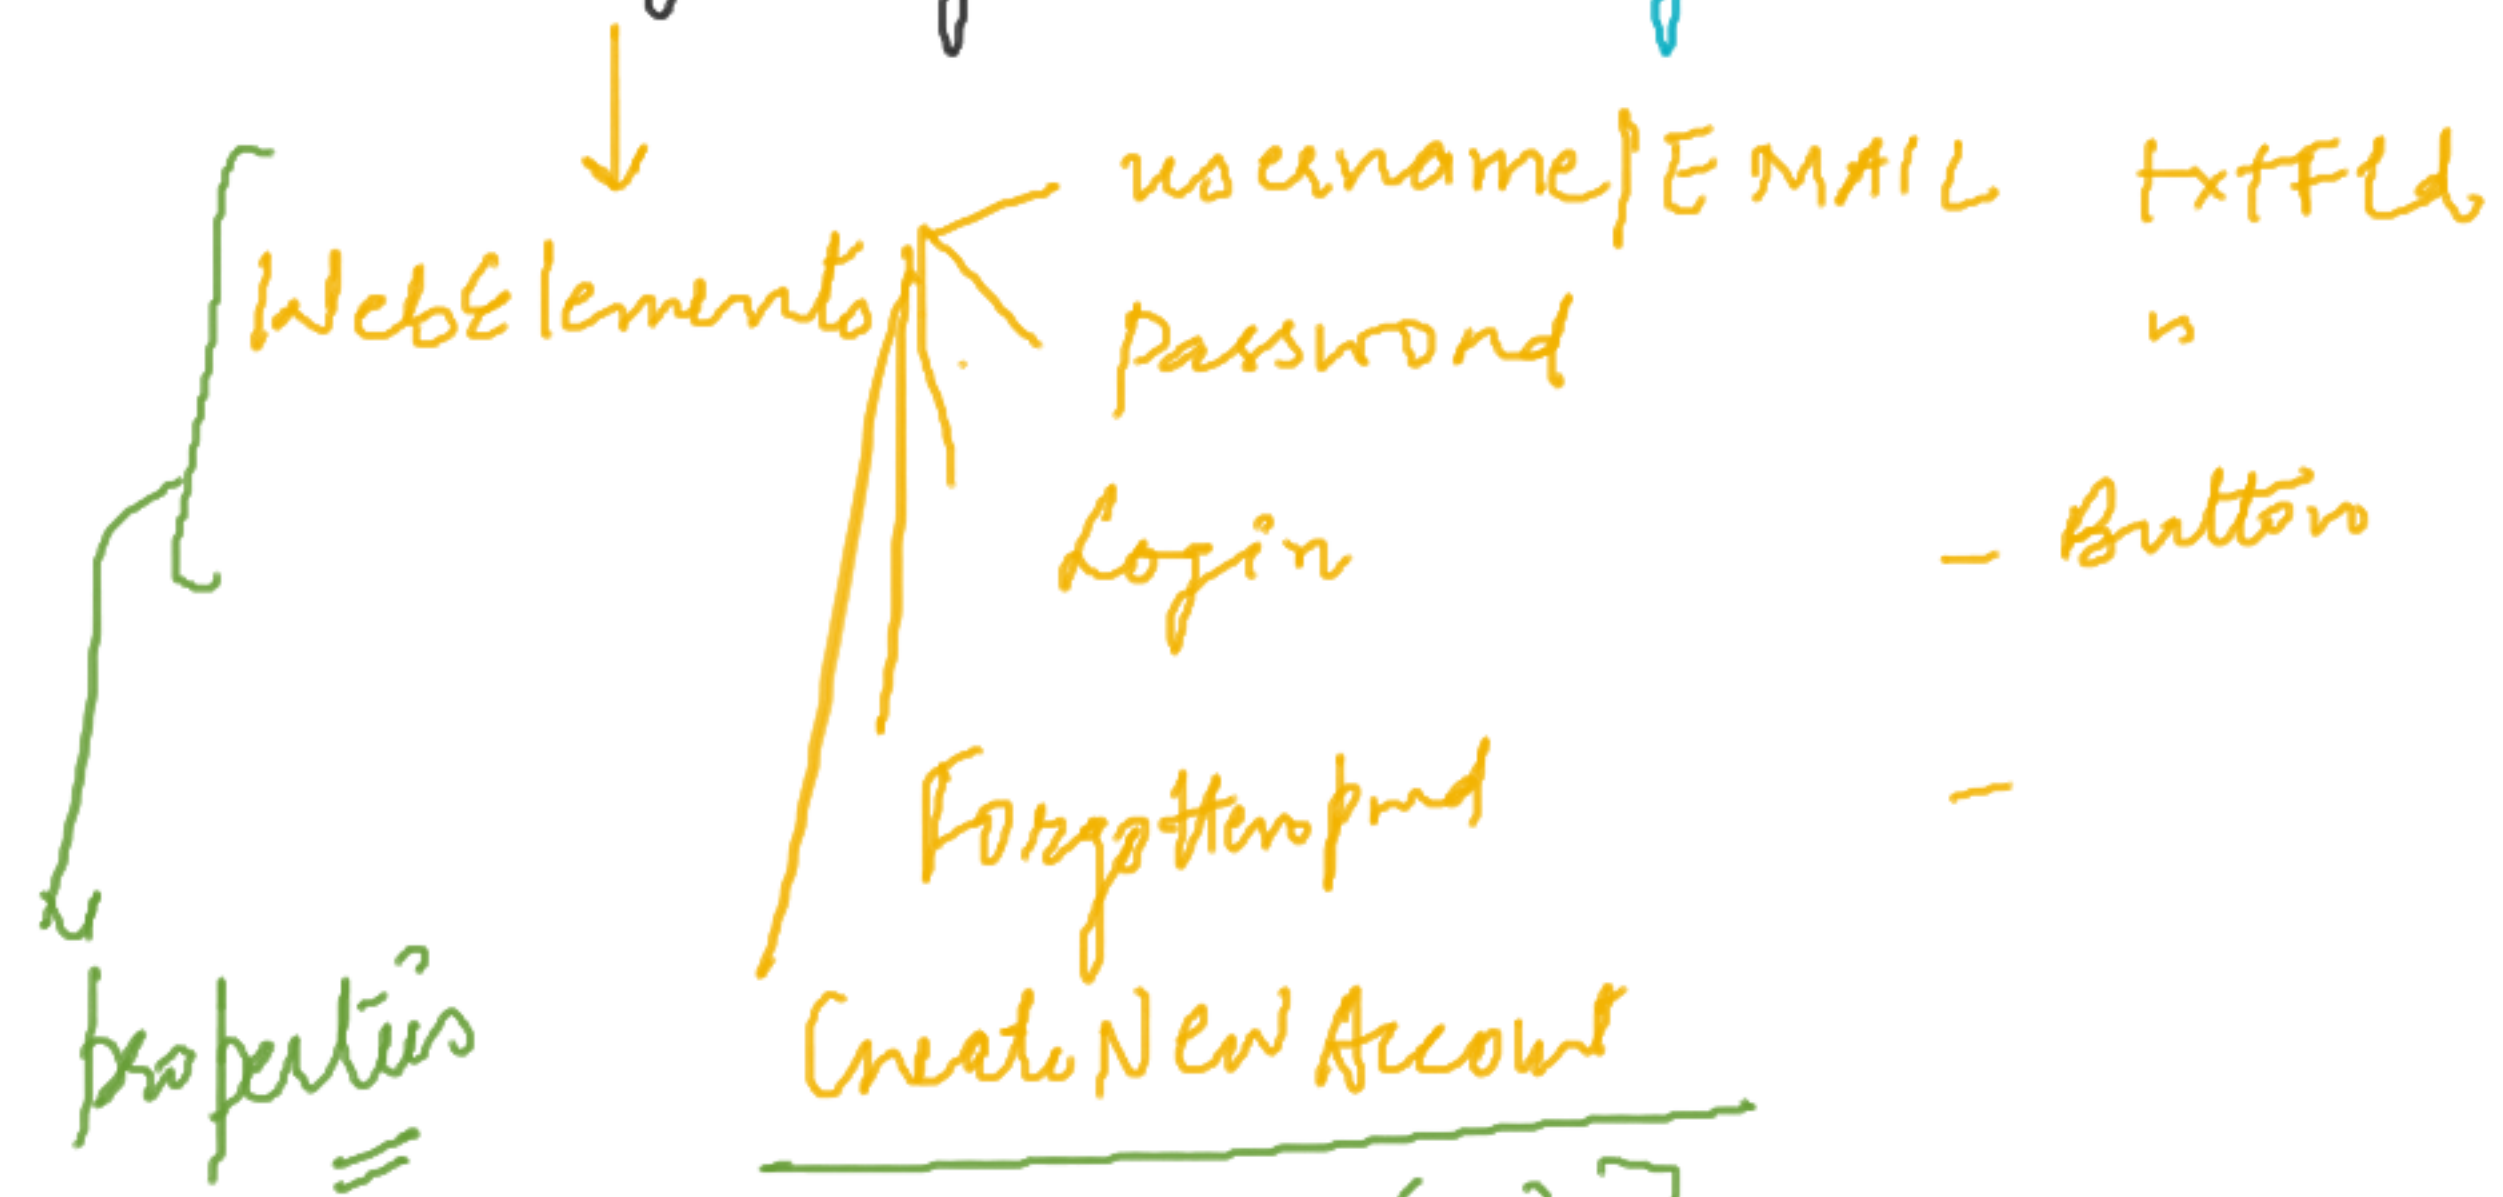 username/EMAIL txtFld
WebElements
password "
Login - Button
Forgottenpwd -
Create New Account
properties